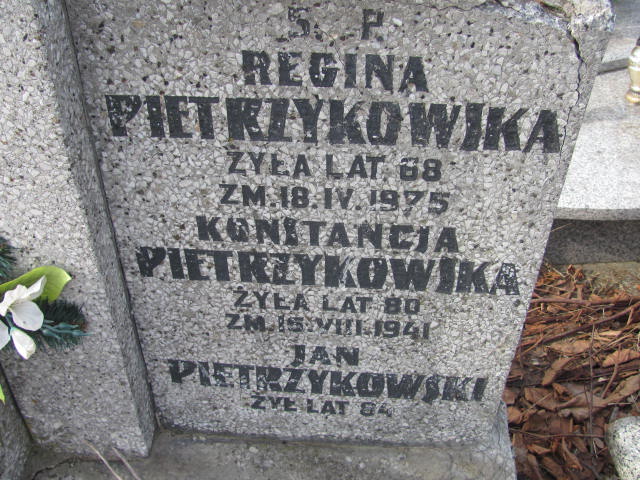 Ś. P.
REGINA
PIETRZYKOWSKA
ŻYŁA LAT 68
ZM. 18. IV. 1975
KONSTANCJA
PIETRZYKOWSKA
ŻYŁA LAT 80
ZM. 15. VIII. 1941
JAN
PIETRZYKOWSKI
ŻYŁ LAT 84